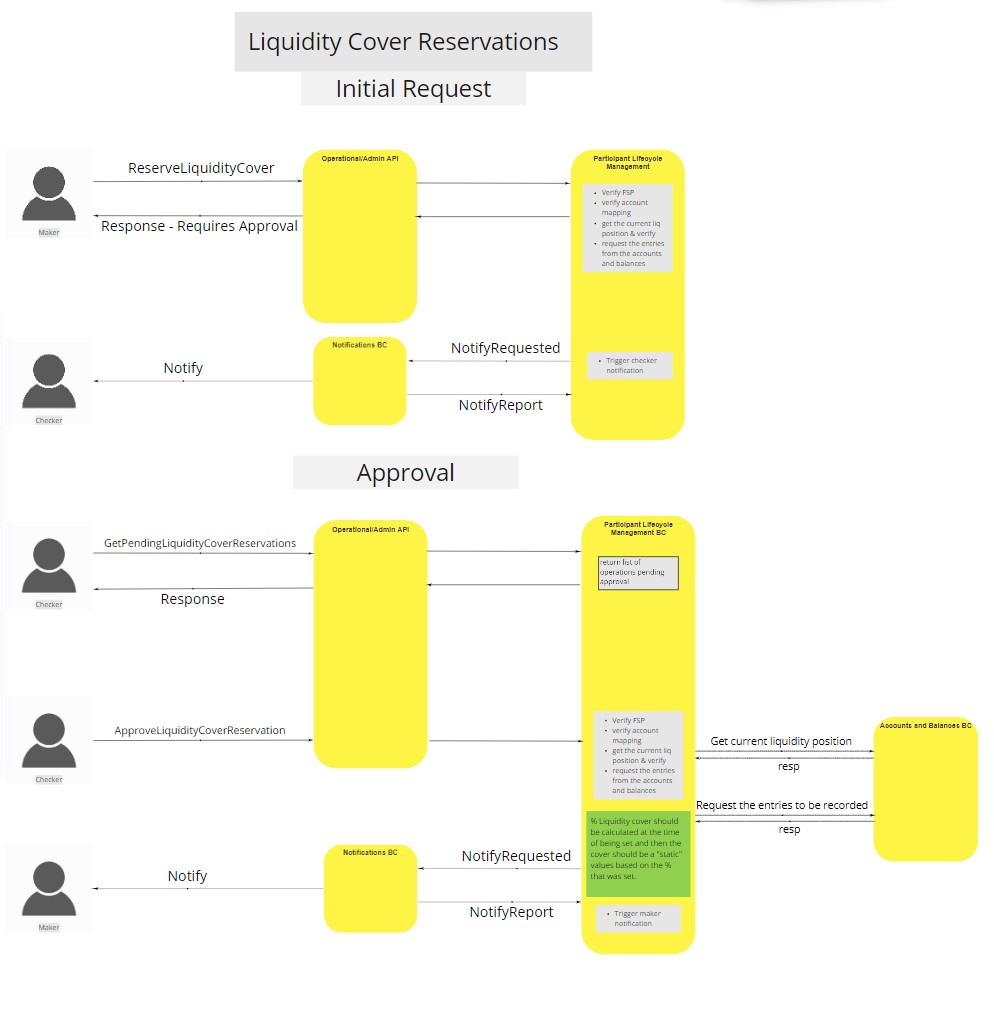 Liquidity Cover Reservations
Initial Request
ReserveLiquidityCover
Response - Requires Approval
Maker
Operational/Admin API
Participant Lifecycle
Management
• Verify FSP
• verify account
mapping
• get the current liq
position & verify
• request the entries
from the accounts
and balances
Notify
Checker
Notifications BC
NotifyRequested
NotifyReport
• Trigger checker
notification
Approval
GetPendingLiquidityCoverReservations
Response
Checker
Operational/Admin API
Participant Lifecycle
Management BC
return list of
operations pending
approval
ApproveLiquidityCoverReservation
Checker
• Verify FSP
• verify account
mapping
• get the current liq
position & verify
• request the entries
from the accounts
and balances
Get current liquidity position
resp
Request the entries to be recorded
resp
Accounts and Balances BC
% Liquidity cover should
be calculated at the time
of being set and then the
cover should be a "static"
values based on the %
that was set.
Notify
Maker
Notifications BC
NotifyRequested
NotifyReport
• Trigger maker
notification